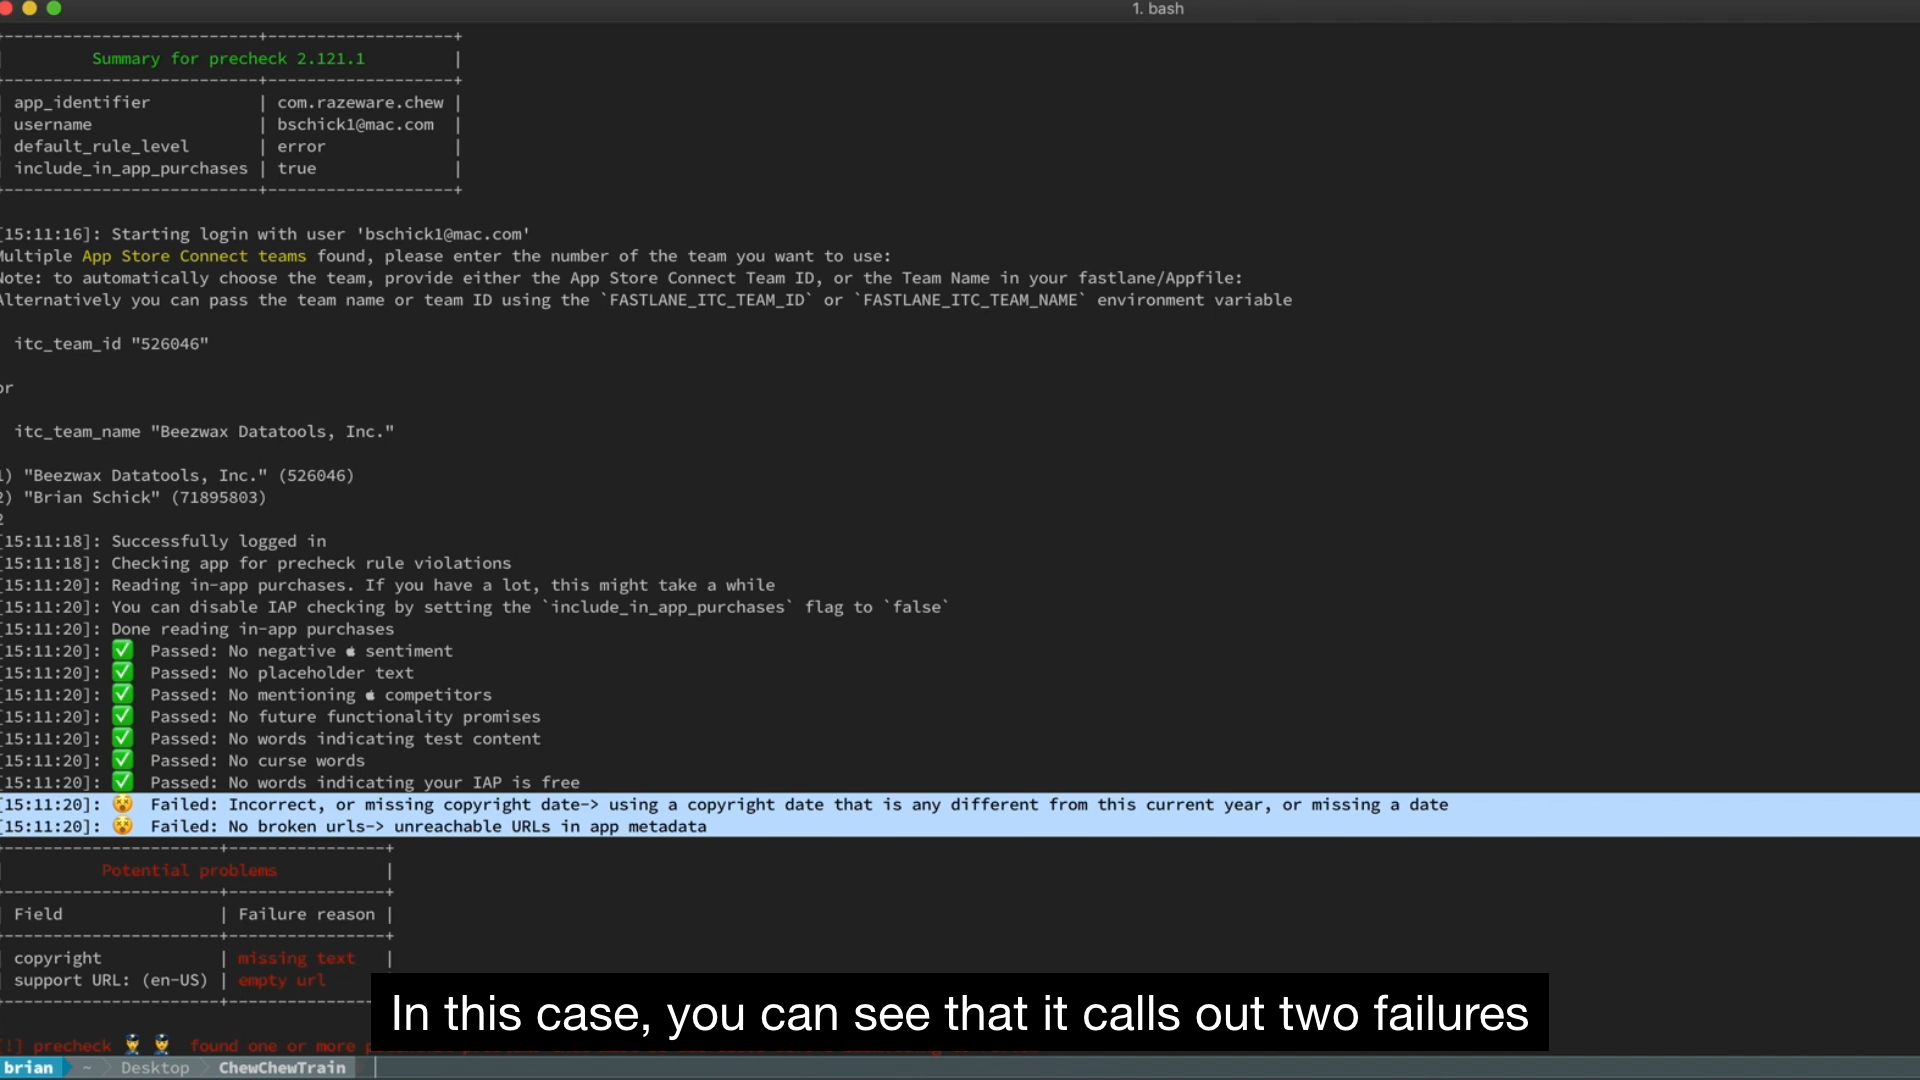 1. bash
Summary for precheck 2.121.1
app_identifier | com.razeware.chew |
username | bschick1@mac.com |
default_rule_level | error |
include_in_app_purchases | true |
[15:11:16]: Starting login with user 'bschick1@mac.com'
Multiple App Store Connect teams found, please enter the number of the team you want to use:
Note: to automatically choose the team, provide either the App Store Connect Team ID, or the Team Name in your fastlane/Appfile:
Alternatively you can pass the team name or team ID using the `FASTLANE_ITC_TEAM_ID` or `FASTLANE_ITC_TEAM_NAME` environment variable
itc_team_id "526046"
or
itc_team_name "Beezwax Datatools, Inc."
1) "Beezwax Datatools, Inc." (526046)
2) "Brian Schick" (71895803)
2
[15:11:18]: Successfully logged in
[15:11:18]: Checking app for precheck rule violations
[15:11:20]: Reading in-app purchases. If you have a lot, this might take a while
[15:11:20]: You can disable IAP checking by setting the `include_in_app_purchases` flag to `false`
[15:11:20]: Done reading in-app purchases
[15:11:20]: ✅ Passed: No negative  sentiment
[15:11:20]: ✅ Passed: No placeholder text
[15:11:20]: ✅ Passed: No mentioning  competitors
[15:11:20]: ✅ Passed: No future functionality promises
[15:11:20]: ✅ Passed: No words indicating test content
[15:11:20]: ✅ Passed: No curse words
[15:11:20]: ✅ Passed: No words indicating your IAP is free
[15:11:20]: 😵 Failed: Incorrect, or missing copyright date-> using a copyright date that is any different from this current year, or missing a date
[15:11:20]: 😵 Failed: No broken urls-> unreachable URLs in app metadata
Potential problems
Field | Failure reason |
copyright | missing text |
support URL: (en-US) | empty url
In this case, you can see that it calls out two failures
[!] precheck 👮 👮 found one or more
brian ~ Desktop ChewChewTrain